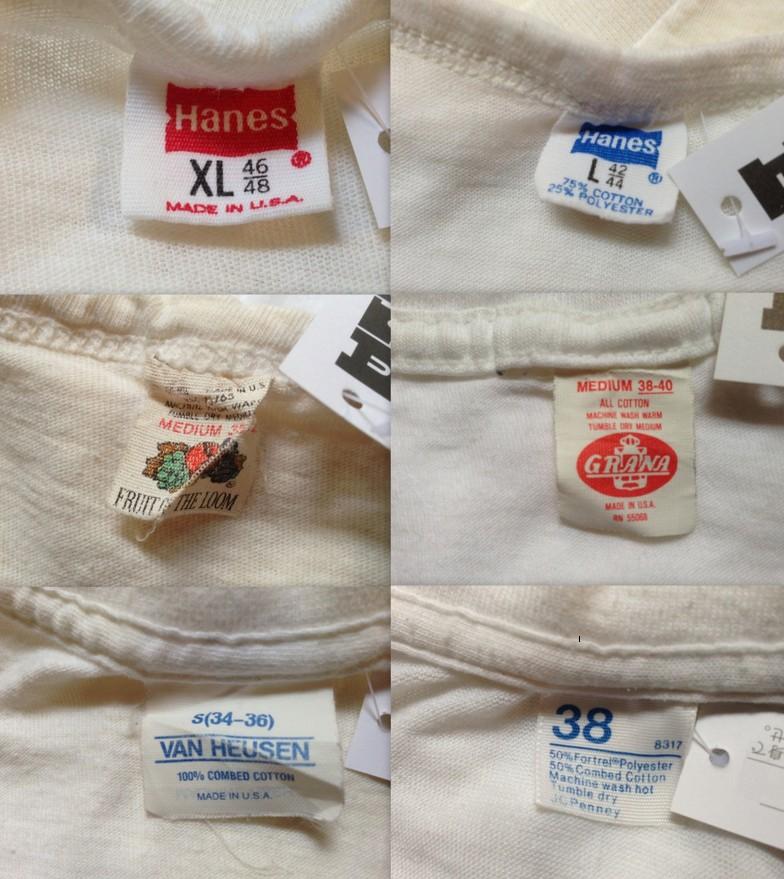 Hanes
XL 46/48 ®
MADE IN U.S.A.
Hanes
L 42/44 ®
75% COTTON
25% POLYESTER
MADE IN U.S.
MEDIUM
FRUIT THE LOOM
MEDIUM 38-40
ALL COTTON
MACHINE WASH WARM
TUMBLE DRY MEDIUM
GRANA
MADE IN U.S.A.
RN 55068
S(34-36)
VAN HEUSEN
100% COMBED COTTON
MADE IN U.S.A.
38 8317
50% Fortrel® Polyester
50% Combed Cotton
Machine wash hot
Tumble dry
JCPenney